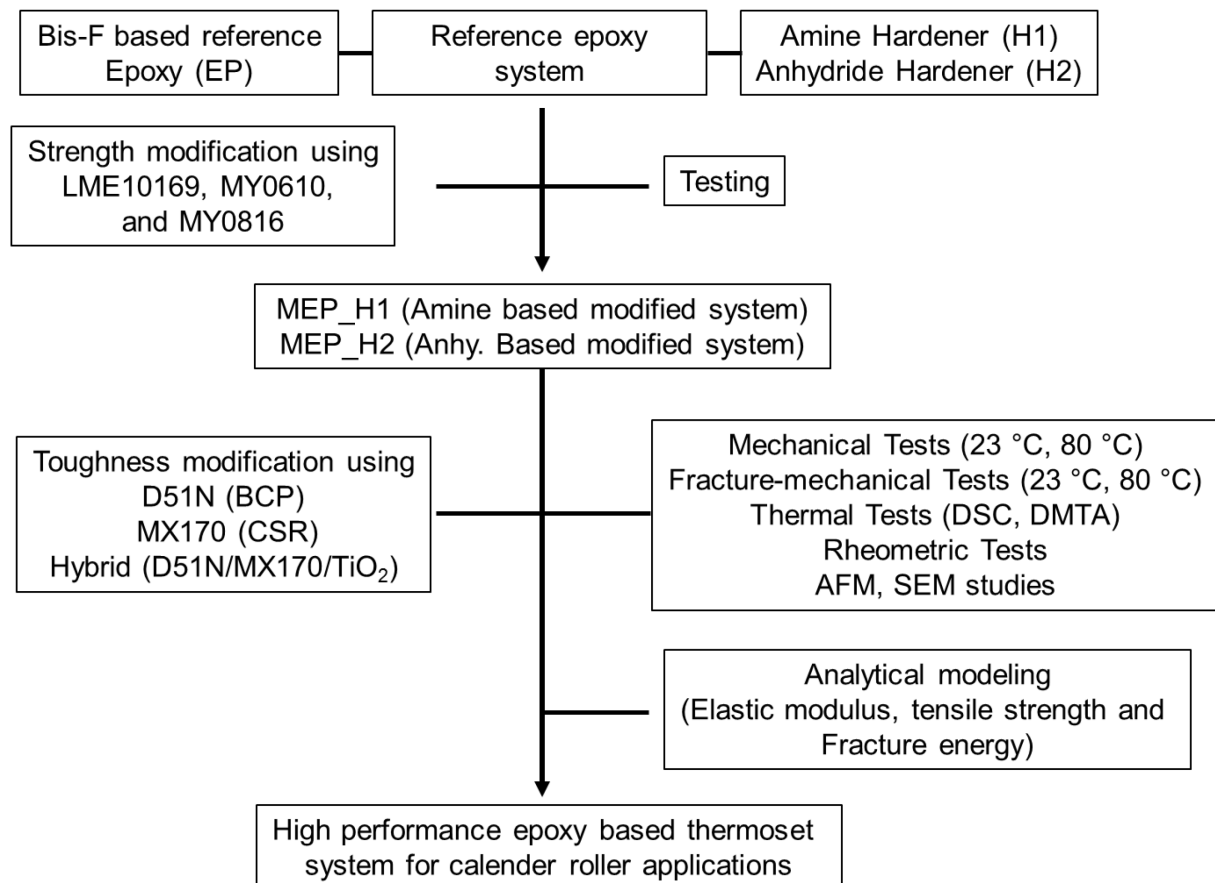 Bis-F based reference
Epoxy (EP)
Reference epoxy
system
Amine Hardener (H1)
Anhydride Hardener (H2)
Strength modification using
LME10169, MY0610,
and MY0816
Testing
MEP_H1 (Amine based modified system)
MEP_H2 (Anhy. Based modified system)
Toughness modification using
D51N (BCP)
MX170 (CSR)
Hybrid (D51N/MX170/TiO₂)
Mechanical Tests (23 °C, 80 °C)
Fracture-mechanical Tests (23 °C, 80 °C)
Thermal Tests (DSC, DMTA)
Rheometric Tests
AFM, SEM studies
Analytical modeling
(Elastic modulus, tensile strength and
Fracture energy)
High performance epoxy based thermoset
system for calender roller applications